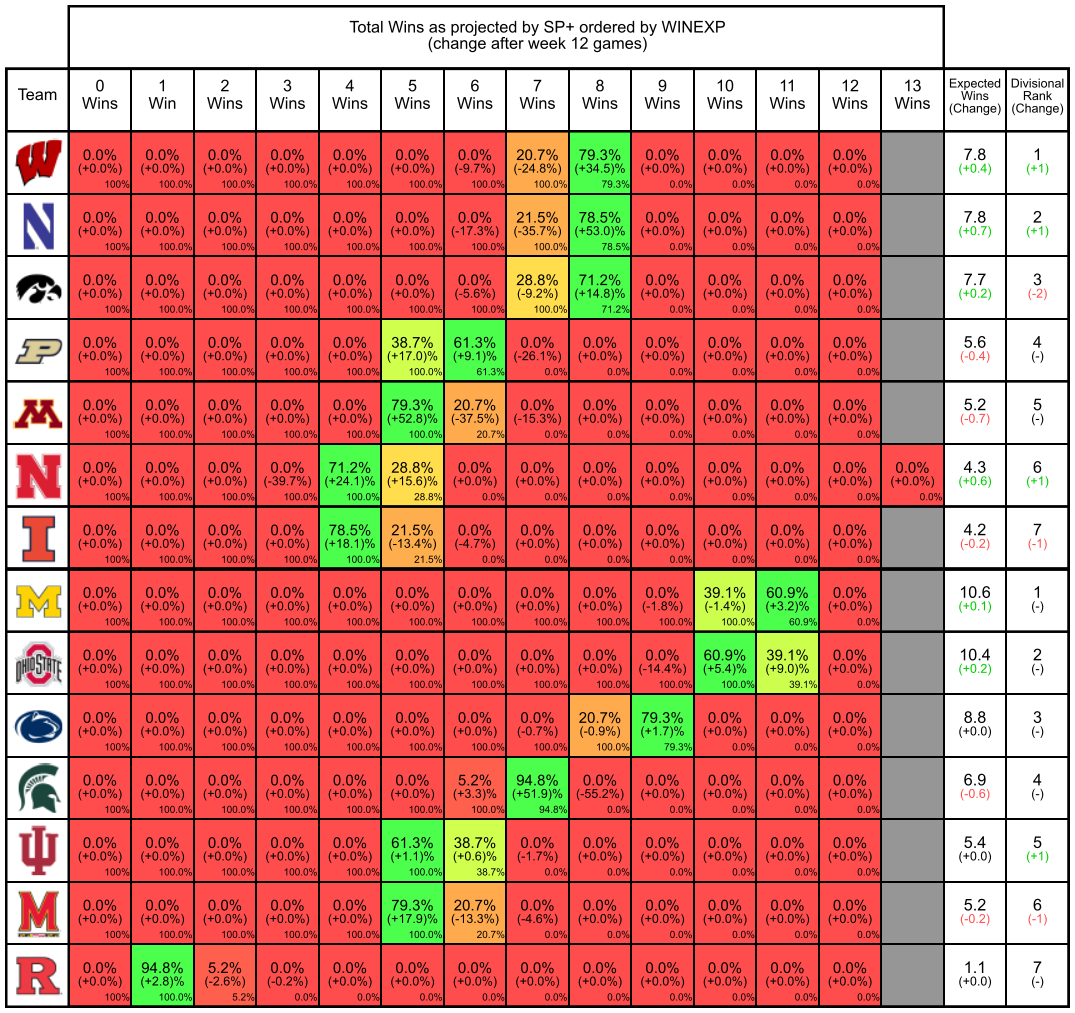 Total Wins as projected by SP+ ordered by WINEXP
(change after week 12 games)
Team 0 Wins 1 Win 2 Wins 3 Wins 4 Wins 5 Wins 6 Wins 7 Wins 8 Wins 9 Wins 10 Wins 11 Wins 12 Wins 13 Wins Expected Wins (Change) Divisional Rank (Change)
W
0.0% 0.0% 0.0% 0.0% 0.0% 0.0% 0.0% 20.7% 79.3% 0.0% 0.0% 0.0% 0.0% 7.8 1
(+0.0%) (+0.0%) (+0.0%) (+0.0%) (+0.0%) (+0.0%) (-9.7%) (-24.8%) (+34.5)% (+0.0%) (+0.0%) (+0.0%) (+0.0%) (+0.4) (+1)
100% 100.0% 100.0% 100.0% 100.0% 100.0% 100.0% 100.0% 79.3% 0.0% 0.0% 0.0% 0.0%
N
0.0% 0.0% 0.0% 0.0% 0.0% 0.0% 0.0% 21.5% 78.5% 0.0% 0.0% 0.0% 0.0% 7.8 2
(+0.0%) (+0.0%) (+0.0%) (+0.0%) (+0.0%) (+0.0%) (-17.3%) (-35.7%) (+53.0)% (+0.0%) (+0.0%) (+0.0%) (+0.0%) (+0.7) (+1)
100% 100.0% 100.0% 100.0% 100.0% 100.0% 100.0% 100.0% 78.5% 0.0% 0.0% 0.0% 0.0%
0.0% 0.0% 0.0% 0.0% 0.0% 0.0% 0.0% 28.8% 71.2% 0.0% 0.0% 0.0% 0.0% 7.7 3
(+0.0%) (+0.0%) (+0.0%) (+0.0%) (+0.0%) (+0.0%) (-5.6%) (-9.2%) (+14.8)% (+0.0%) (+0.0%) (+0.0%) (+0.0%) (+0.2) (-2)
100% 100.0% 100.0% 100.0% 100.0% 100.0% 100.0% 100.0% 71.2% 0.0% 0.0% 0.0% 0.0%
P
0.0% 0.0% 0.0% 0.0% 0.0% 38.7% 61.3% 0.0% 0.0% 0.0% 0.0% 0.0% 0.0% 5.6 4
(+0.0%) (+0.0%) (+0.0%) (+0.0%) (+0.0%) (+17.0)% (+9.1)% (-26.1%) (+0.0%) (+0.0%) (+0.0%) (+0.0%) (+0.0%) (-0.4) (-)
100% 100.0% 100.0% 100.0% 100.0% 100.0% 61.3% 0.0% 0.0% 0.0% 0.0% 0.0% 0.0%
M
0.0% 0.0% 0.0% 0.0% 0.0% 79.3% 20.7% 0.0% 0.0% 0.0% 0.0% 0.0% 0.0% 5.2 5
(+0.0%) (+0.0%) (+0.0%) (+0.0%) (+0.0%) (+52.8)% (-37.5%) (-15.3%) (+0.0%) (+0.0%) (+0.0%) (+0.0%) (+0.0%) (-0.7) (-)
100% 100.0% 100.0% 100.0% 100.0% 100.0% 20.7% 0.0% 0.0% 0.0% 0.0% 0.0% 0.0%
N
0.0% 0.0% 0.0% 0.0% 71.2% 28.8% 0.0% 0.0% 0.0% 0.0% 0.0% 0.0% 0.0% 0.0% 4.3 6
(+0.0%) (+0.0%) (+0.0%) (-39.7%) (+24.1)% (+15.6)% (+0.0%) (+0.0%) (+0.0%) (+0.0%) (+0.0%) (+0.0%) (+0.0%) (+0.0%) (+0.6) (+1)
100% 100.0% 100.0% 100.0% 100.0% 28.8% 0.0% 0.0% 0.0% 0.0% 0.0% 0.0% 0.0% 0.0%
I
0.0% 0.0% 0.0% 0.0% 78.5% 21.5% 0.0% 0.0% 0.0% 0.0% 0.0% 0.0% 0.0% 4.2 7
(+0.0%) (+0.0%) (+0.0%) (+0.0%) (+18.1)% (-13.4%) (-4.7%) (+0.0%) (+0.0%) (+0.0%) (+0.0%) (+0.0%) (+0.0%) (-0.2) (-1)
100% 100.0% 100.0% 100.0% 100.0% 21.5% 0.0% 0.0% 0.0% 0.0% 0.0% 0.0% 0.0%
M
0.0% 0.0% 0.0% 0.0% 0.0% 0.0% 0.0% 0.0% 0.0% 0.0% 39.1% 60.9% 0.0% 10.6 1
(+0.0%) (+0.0%) (+0.0%) (+0.0%) (+0.0%) (+0.0%) (+0.0%) (+0.0%) (+0.0%) (-1.8%) (-1.4%) (+3.2)% (+0.0%) (+0.1) (-)
100% 100.0% 100.0% 100.0% 100.0% 100.0% 100.0% 100.0% 100.0% 100.0% 100.0% 60.9% 0.0%
OHIO STATE
0.0% 0.0% 0.0% 0.0% 0.0% 0.0% 0.0% 0.0% 0.0% 0.0% 60.9% 39.1% 0.0% 10.4 2
(+0.0%) (+0.0%) (+0.0%) (+0.0%) (+0.0%) (+0.0%) (+0.0%) (+0.0%) (+0.0%) (-14.4%) (+5.4)% (+9.0)% (+0.0%) (+0.2) (-)
100% 100.0% 100.0% 100.0% 100.0% 100.0% 100.0% 100.0% 100.0% 100.0% 100.0% 39.1% 0.0%
0.0% 0.0% 0.0% 0.0% 0.0% 0.0% 0.0% 0.0% 20.7% 79.3% 0.0% 0.0% 0.0% 8.8 3
(+0.0%) (+0.0%) (+0.0%) (+0.0%) (+0.0%) (+0.0%) (+0.0%) (-0.7%) (-0.9%) (+1.7)% (+0.0%) (+0.0%) (+0.0%) (+0.0) (-)
100% 100.0% 100.0% 100.0% 100.0% 100.0% 100.0% 100.0% 100.0% 79.3% 0.0% 0.0% 0.0%
0.0% 0.0% 0.0% 0.0% 0.0% 0.0% 5.2% 94.8% 0.0% 0.0% 0.0% 0.0% 0.0% 6.9 4
(+0.0%) (+0.0%) (+0.0%) (+0.0%) (+0.0%) (+0.0%) (+3.3)% (+51.9)% (-55.2%) (+0.0%) (+0.0%) (+0.0%) (+0.0%) (-0.6) (-)
100% 100.0% 100.0% 100.0% 100.0% 100.0% 100.0% 94.8% 0.0% 0.0% 0.0% 0.0% 0.0%
0.0% 0.0% 0.0% 0.0% 0.0% 61.3% 38.7% 0.0% 0.0% 0.0% 0.0% 0.0% 0.0% 5.4 5
(+0.0%) (+0.0%) (+0.0%) (+0.0%) (+0.0%) (+1.1)% (+0.6)% (-1.7%) (+0.0%) (+0.0%) (+0.0%) (+0.0%) (+0.0%) (+0.0) (+1)
100% 100.0% 100.0% 100.0% 100.0% 100.0% 38.7% 0.0% 0.0% 0.0% 0.0% 0.0% 0.0%
M
0.0% 0.0% 0.0% 0.0% 0.0% 79.3% 20.7% 0.0% 0.0% 0.0% 0.0% 0.0% 0.0% 5.2 6
(+0.0%) (+0.0%) (+0.0%) (+0.0%) (+0.0%) (+17.9)% (-13.3%) (-4.6%) (+0.0%) (+0.0%) (+0.0%) (+0.0%) (+0.0%) (-0.2) (-1)
100% 100.0% 100.0% 100.0% 100.0% 100.0% 20.7% 0.0% 0.0% 0.0% 0.0% 0.0% 0.0%
R
0.0% 94.8% 5.2% 0.0% 0.0% 0.0% 0.0% 0.0% 0.0% 0.0% 0.0% 0.0% 0.0% 1.1 7
(+0.0%) (+2.8)% (-2.6%) (-0.2%) (+0.0%) (+0.0%) (+0.0%) (+0.0%) (+0.0%) (+0.0%) (+0.0%) (+0.0%) (+0.0%) (+0.0) (-)
100% 100.0% 5.2% 0.0% 0.0% 0.0% 0.0% 0.0% 0.0% 0.0% 0.0% 0.0% 0.0%